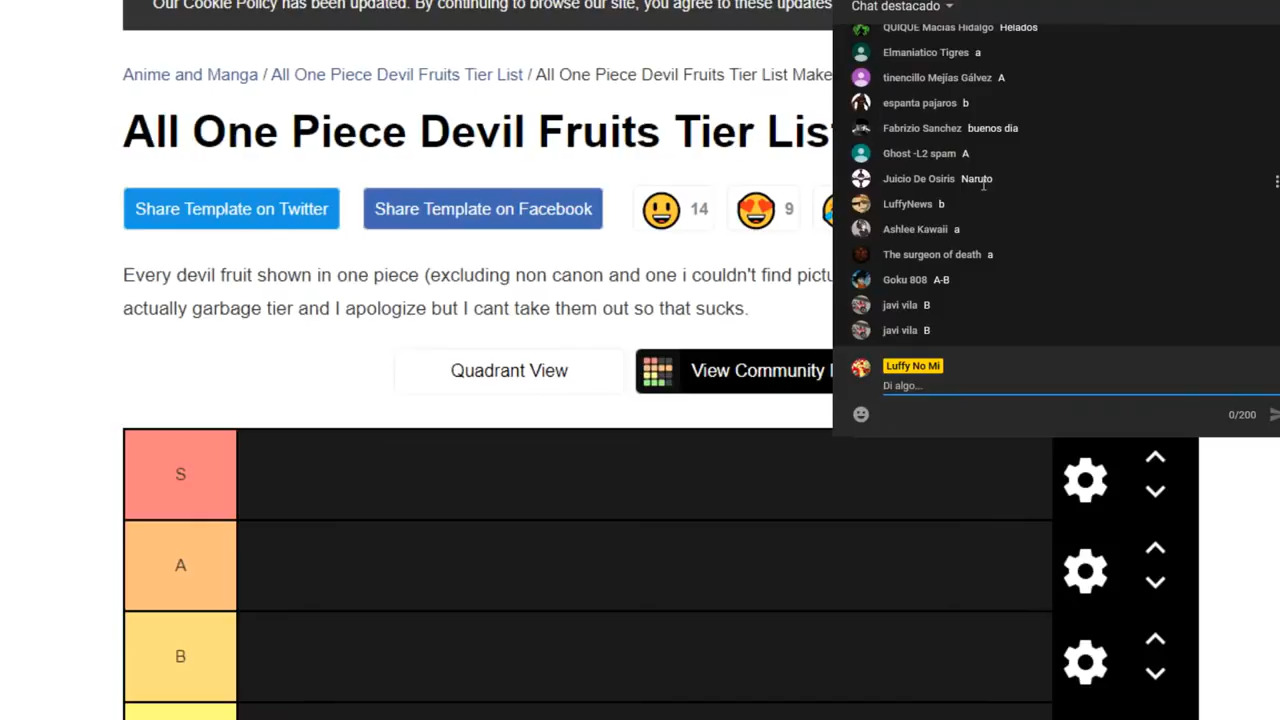 Our Cookie Policy has been updated. By continuing to browse our site, you agree to these updates
Anime and Manga / All One Piece Devil Fruits Tier List / All One Piece Devil Fruits Tier List Make
All One Piece Devil Fruits Tier List
Share Template on Twitter
Share Template on Facebook
14
9
Every devil fruit shown in one piece (excluding non canon and one i couldn't find pictu
actually garbage tier and I apologize but I cant take them out so that sucks.
Quadrant View
View Community
S
A
B
Chat destacado
QUIQUE Macias Hidalgo Helados
Elmaniatico Tigres a
tinencillo Mejías Gálvez A
espanta pajaros b
Fabrizio Sanchez buenos dia
Ghost -L2 spam A
Juicio De Osiris Naruto
LuffyNews b
Ashlee Kawaii a
The surgeon of death a
Goku 808 A-B
javi vila B
javi vila B
Luffy No Mi
Di algo...
0/200